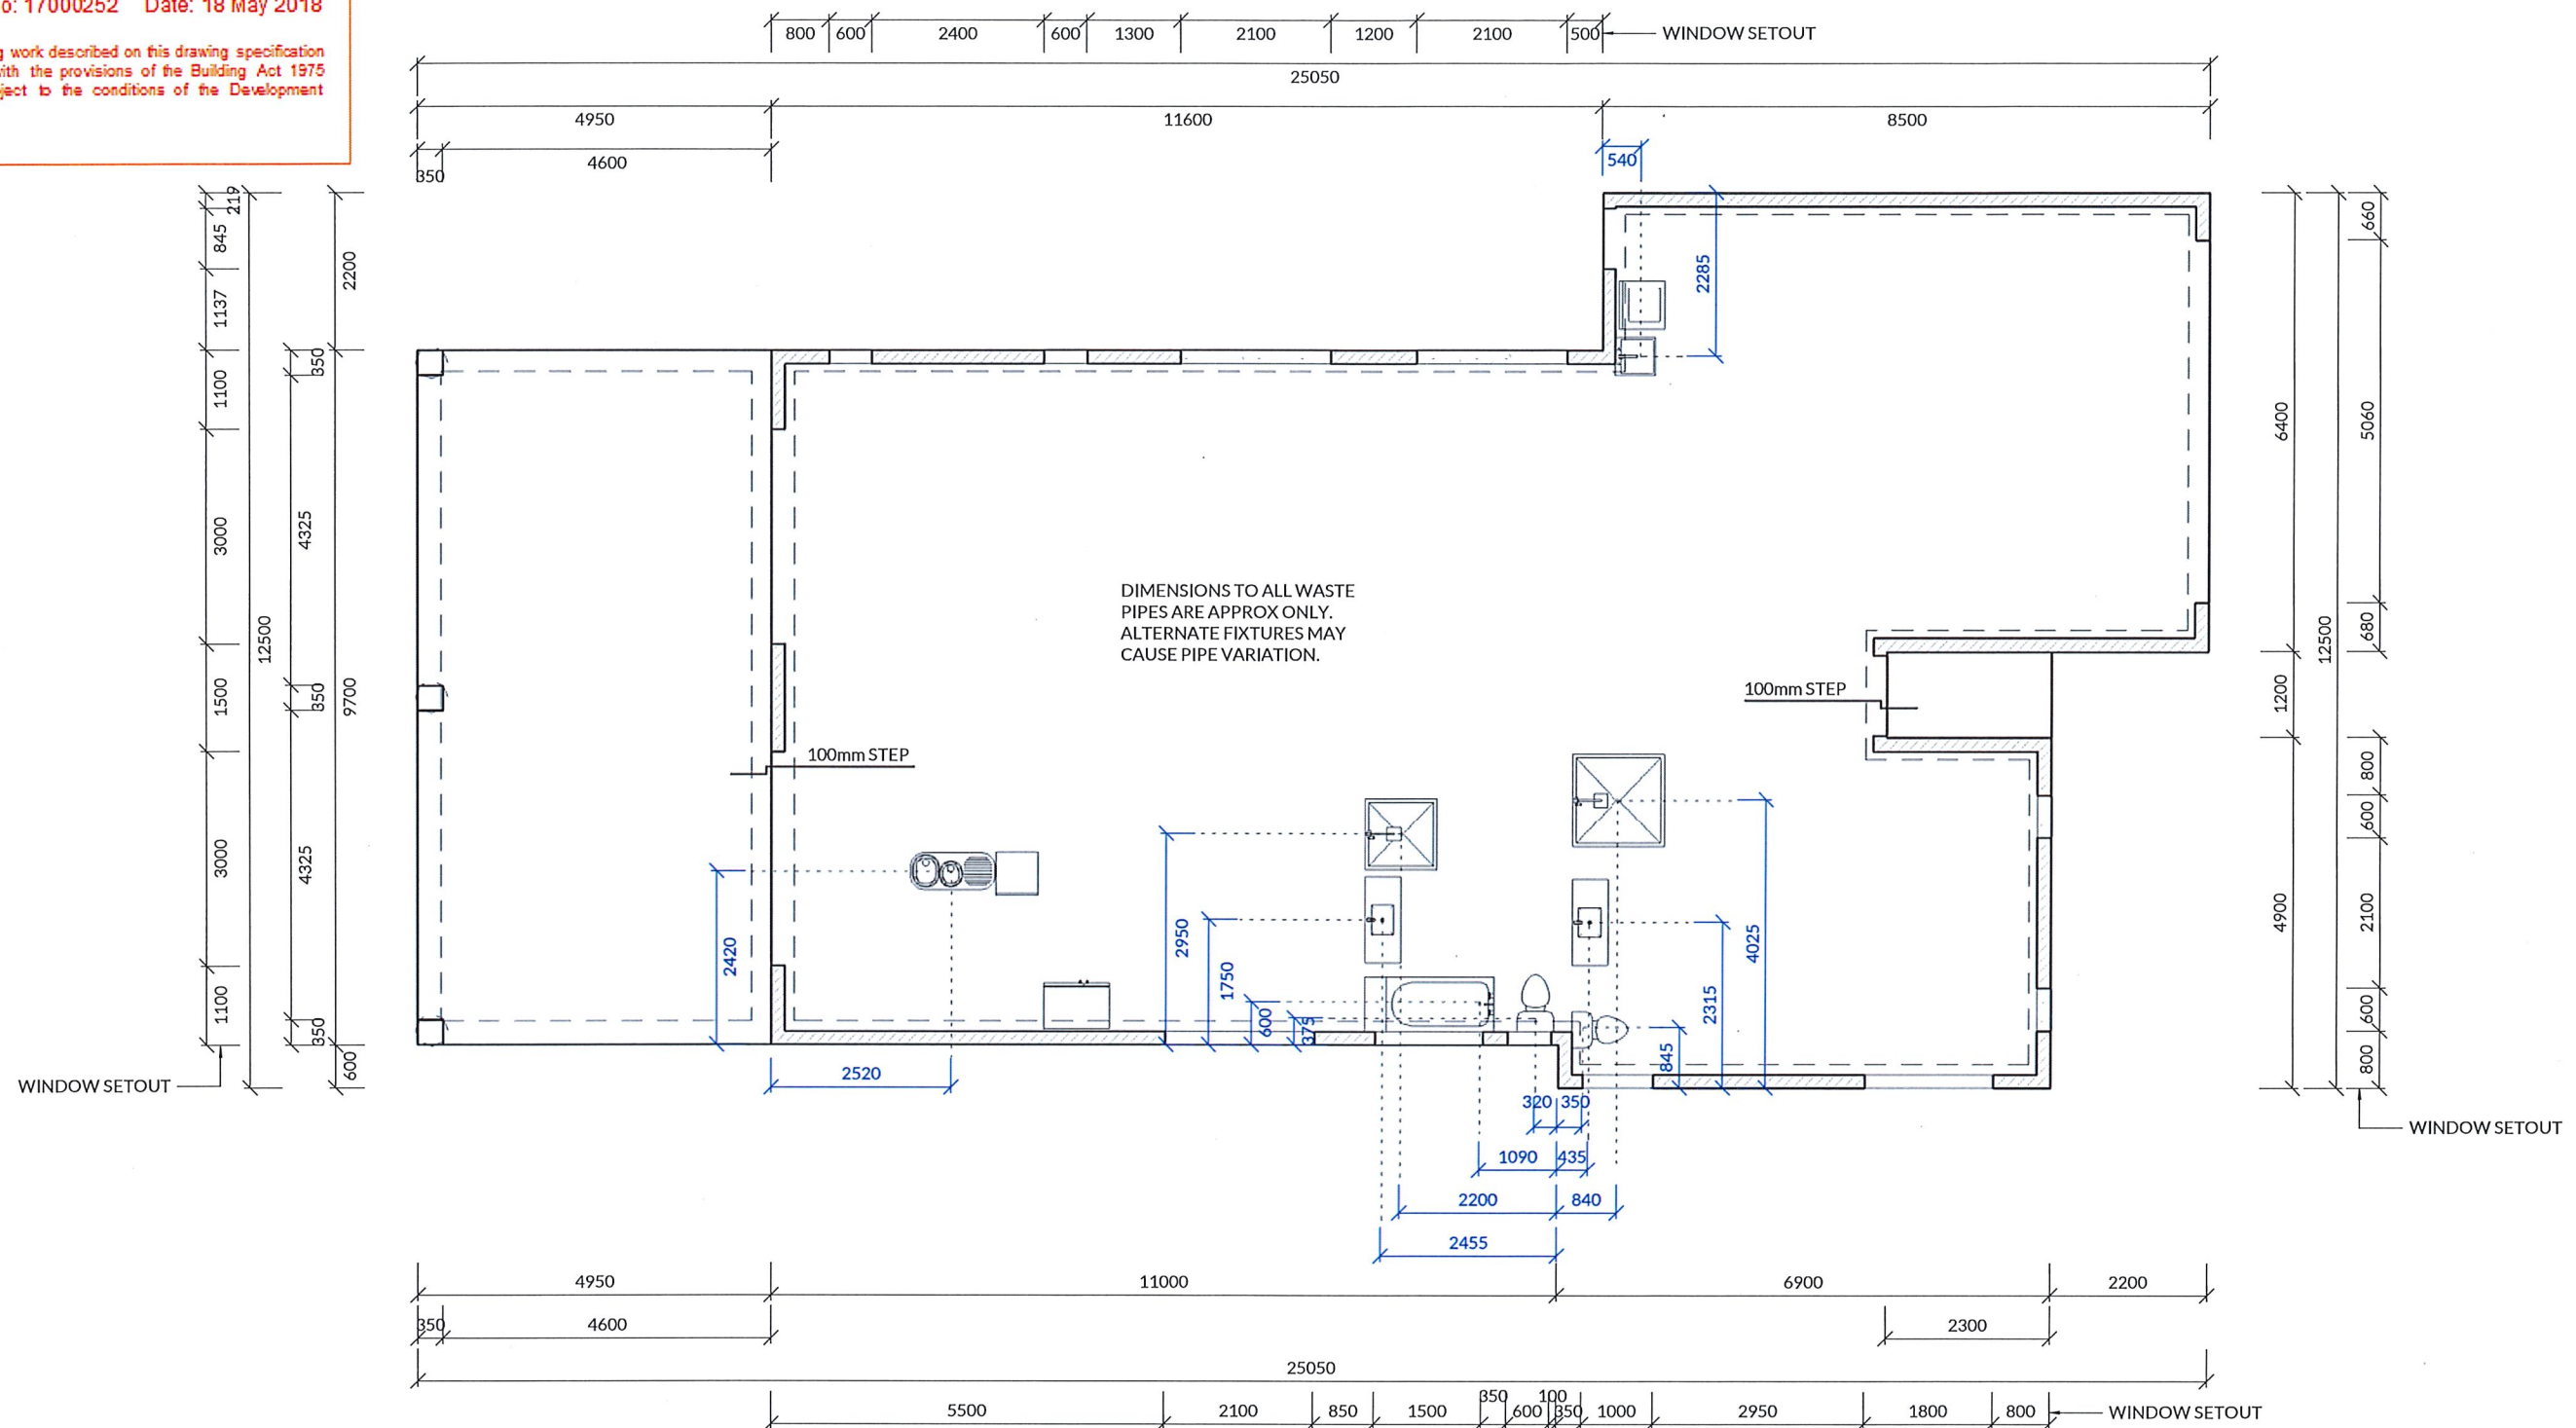 o: 17000252 Date: 18 May 2018
g work described on this drawing specification
ith the provisions of the Building Act 1975
ject to the conditions of the Development
800 600 2400 600 1300 2100 1200 2100 500 WINDOW SETOUT
25050
4950 11600 8500
350 4600
540
219
845
1137
1100
3000
1500
3000
1100
WINDOW SETOUT
12500
350
4325
350
4325
350
2200
9700
600
2285
DIMENSIONS TO ALL WASTE
PIPES ARE APPROX ONLY.
ALTERNATE FIXTURES MAY
CAUSE PIPE VARIATION.
100mm STEP
100mm STEP
2420
2520
2950
1750
600
375
845
2315
4025
320 350
1090 435
2200 840
2455
6400
1200
4900
12500
660
5060
680
800
600
2100
600
800
WINDOW SETOUT
4950 11000 6900 2200
350 4600 2300
25050
5500 2100 850 1500 350 600 100 350 1000 2950 1800 800 WINDOW SETOUT